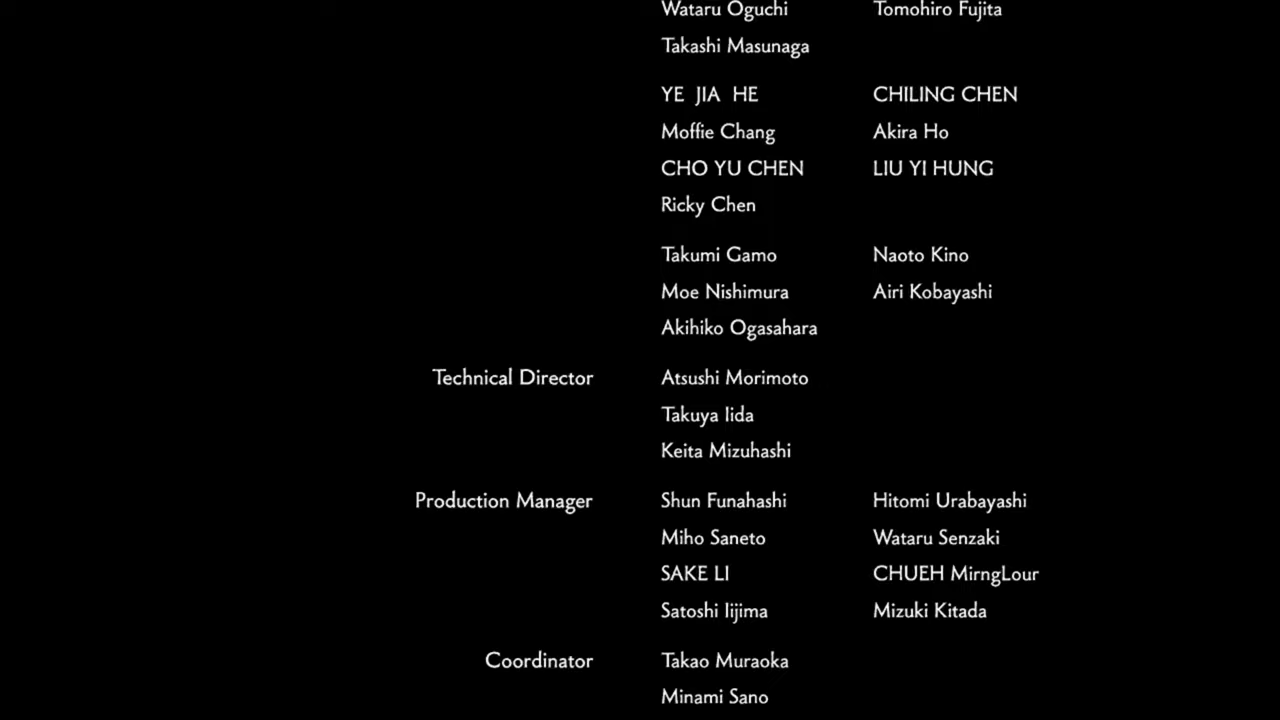 Wataru Oguchi Tomohiro Fujita
Takashi Masunaga
YE JIA HE CHILING CHEN
Moffie Chang Akira Ho
CHO YU CHEN LIU YI HUNG
Ricky Chen
Takumi Gamo Naoto Kino
Moe Nishimura Airi Kobayashi
Akihiko Ogasahara
Technical Director Atsushi Morimoto
Takuya Iida
Keita Mizuhashi
Production Manager Shun Funahashi Hitomi Urabayashi
Miho Saneto Wataru Senzaki
SAKE LI CHUEH MirngLour
Satoshi Iijima Mizuki Kitada
Coordinator Takao Muraoka
Minami Sano